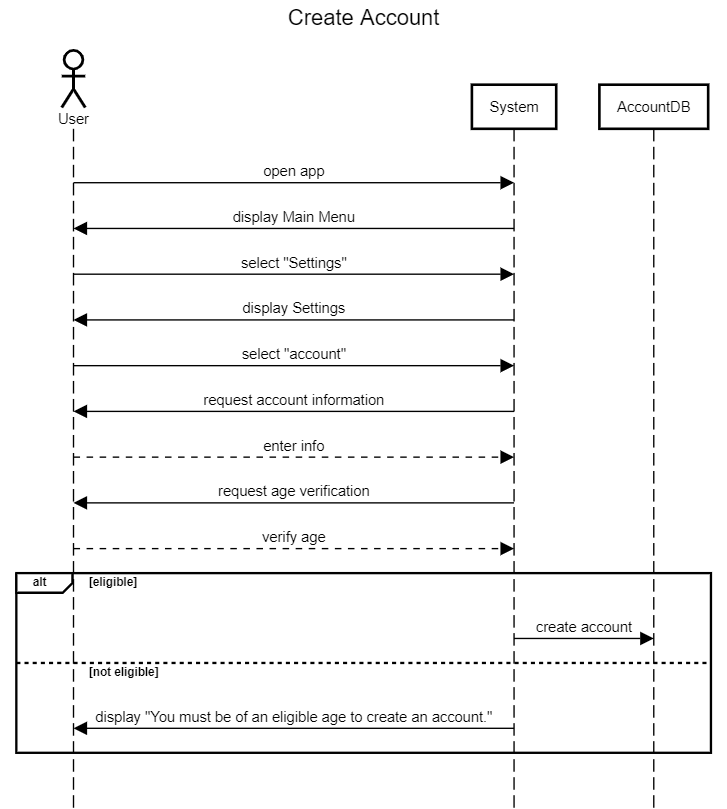 Create Account
User
System
AccountDB
open app
display Main Menu
select "Settings"
display Settings
select "account"
request account information
enter info
request age verification
verify age
alt [eligible]
create account
[not eligible]
display "You must be of an eligible age to create an account."